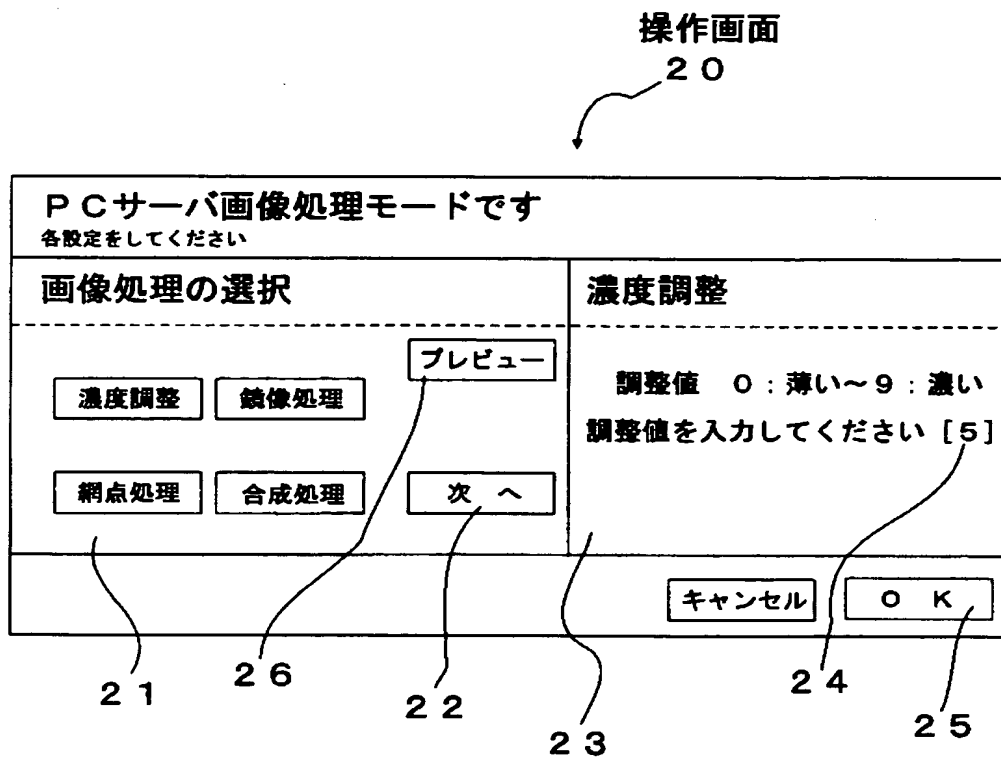 操作画面
２０
ＰＣサーバ画像処理モードです
各設定をしてください
画像処理の選択
濃度調整
プレビュー
濃度調整
鏡像処理
調整値　０：薄い～９：濃い
調整値を入力してください［５］
網点処理
合成処理
次　へ
キャンセル
Ｏ　Ｋ
２１
２６
２２
２３
２４
２５